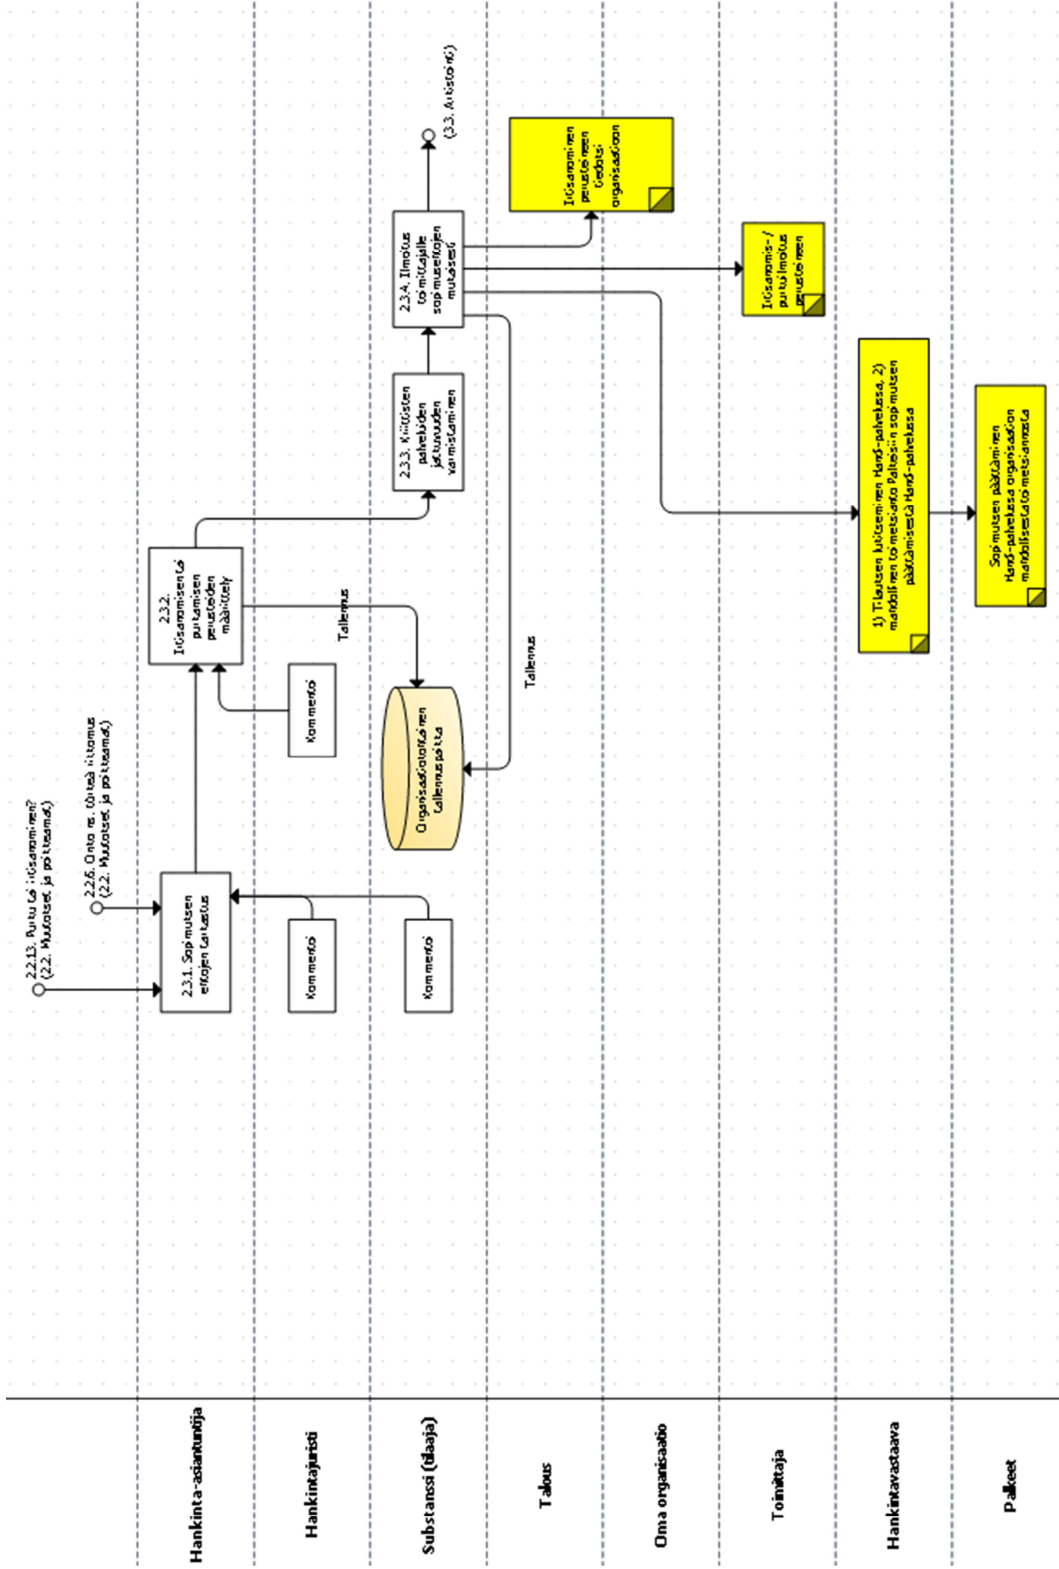 2.2.13. Purku tai irtisanominen?
(2.2. Muutokset ja poikkeamat)
2.2.6. Onko ns. törkeä rikkomus
(2.2. Muutokset ja poikkeamat)
Hankinta-asiantuntija
2.3.1. Sopimuksen
ehtojen tarkastus
2.3.2.
Irtisanomisen tai
purkamisen
perusteiden
määrittely
Hankintajuristi
Kommentoi
Kommentoi
Tallennus
Substanssi (tilaaja)
Kommentoi
Organisaatiokohtainen
tallennuspaikka
2.3.3. Kriittisten
palveluiden
jatkuvuuden
varmistaminen
2.3.4. Ilmoitus
toimittajalle
sopimusehtojen
mukaisesti
(3.3. Arkistointi)
Talous
Tallennus
Irtisanominen
perusteineen
tiedoksi
organisaatioon
Oma organisaatio
Toimittaja
Irtisanomis- /
purkuilmoitus
perusteineen
Hankintavastaava
1) Tilauksen lukitseminen Handi-palvelussa, 2)
mahdollinen toimeksianto Palkeisiin sopimuksen
päättämisestä Handi-palvelussa
Palkeet
Sopimuksen päättäminen
Handi-palvelussa organisaation
mahdollisesta toimeksiannosta